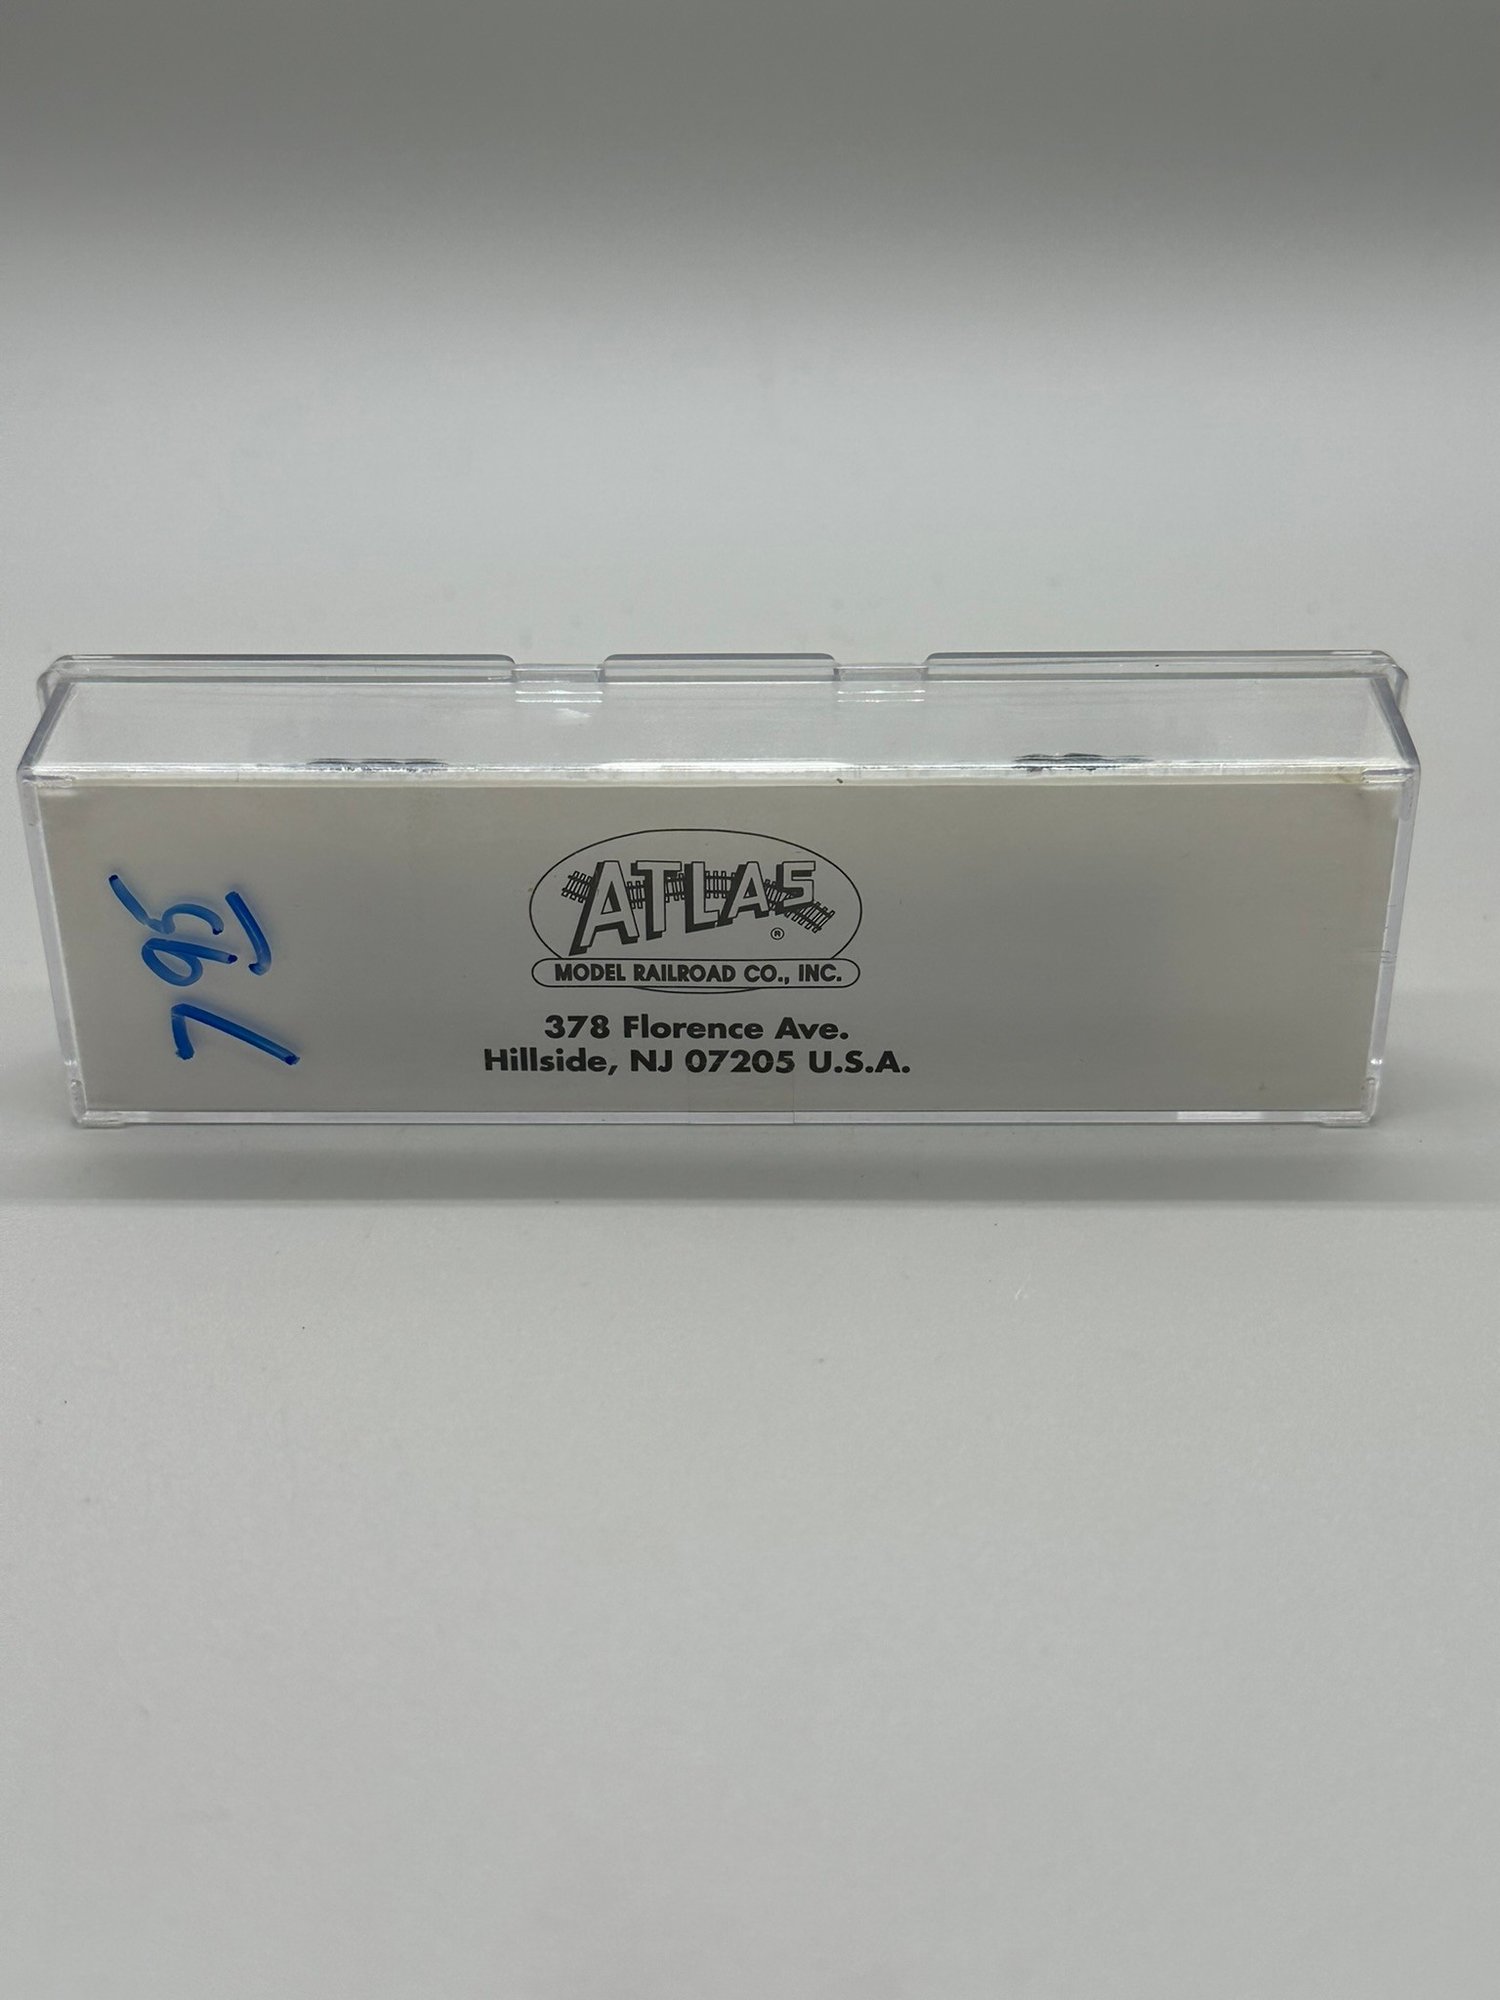 795
ATLAS
®
MODEL RAILROAD CO., INC.
378 Florence Ave.
Hillside, NJ 07205 U.S.A.